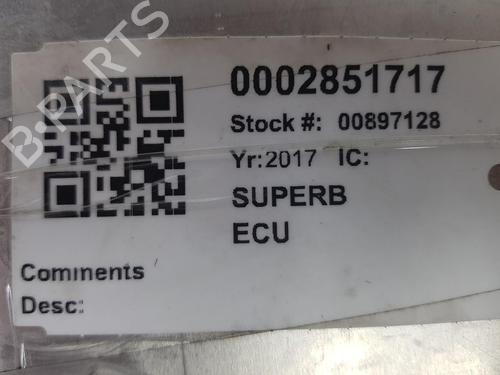 B-PARTS
0002851717
Stock #: 00897128
Yr:2017 IC:
SUPERB
ECU
Comments
Desc: